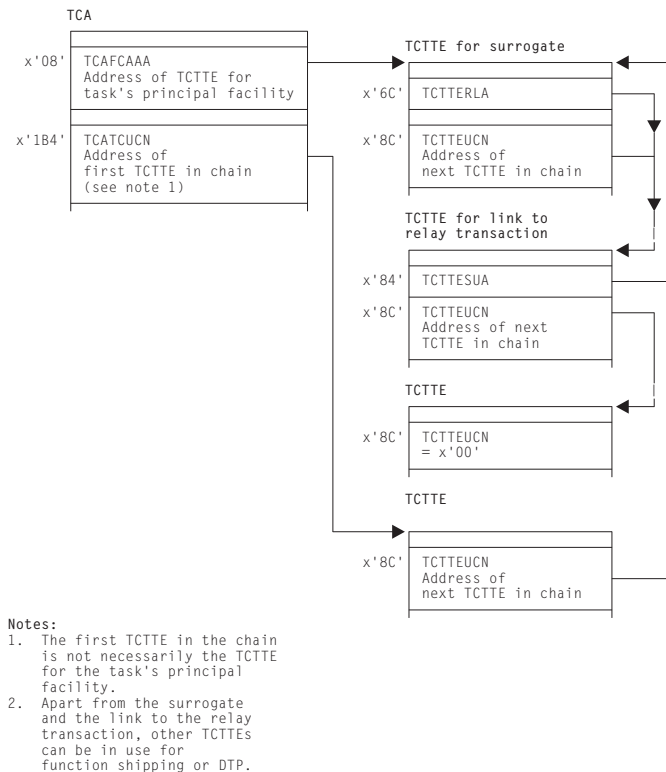 TCA
x'08' TCAFCAAA
Address of TCTTE for
task's principal facility
x'1B4' TCATCUCN
Address of
first TCTTE in chain
(see note 1)
TCTTE for surrogate
x'6C' TCTTERLA
x'8C' TCTTEUCN
Address of
next TCTTE in chain
TCTTE for link to
relay transaction
x'84' TCTTESUA
x'8C' TCTTEUCN
Address of next
TCTTE in chain
TCTTE
x'8C' TCTTEUCN
= x'00'
TCTTE
x'8C' TCTTEUCN
Address of
next TCTTE in chain
Notes:
1. The first TCTTE in the chain
is not necessarily the TCTTE
for the task's principal
facility.
2. Apart from the surrogate
and the link to the relay
transaction, other TCTTEs
can be in use for
function shipping or DTP.